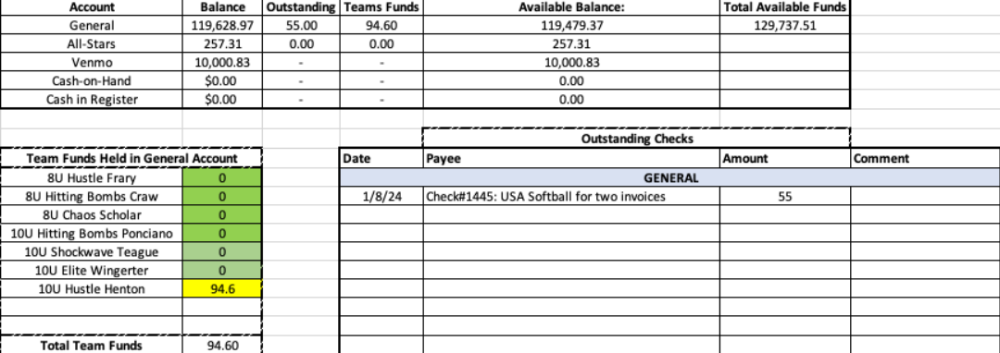 Account Balance Outstanding Teams Funds Available Balance: Total Available Funds
General 119,628.97 55.00 94.60 119,479.37 129,737.51
All-Stars 257.31 0.00 0.00 257.31
Venmo 10,000.83 - - 10,000.83
Cash-on-Hand $0.00 - - 0.00
Cash in Register $0.00 - - 0.00
Outstanding Checks
Team Funds Held in General Account Date Payee Amount Comment
8U Hustle Frary 0 GENERAL
8U Hitting Bombs Craw 0 1/8/24 Check#1445: USA Softball for two invoices 55
8U Chaos Scholar 0
10U Hitting Bombs Ponciano 0
10U Shockwave Teague 0
10U Elite Wingerter 0
10U Hustle Henton 94.6
Total Team Funds 94.60